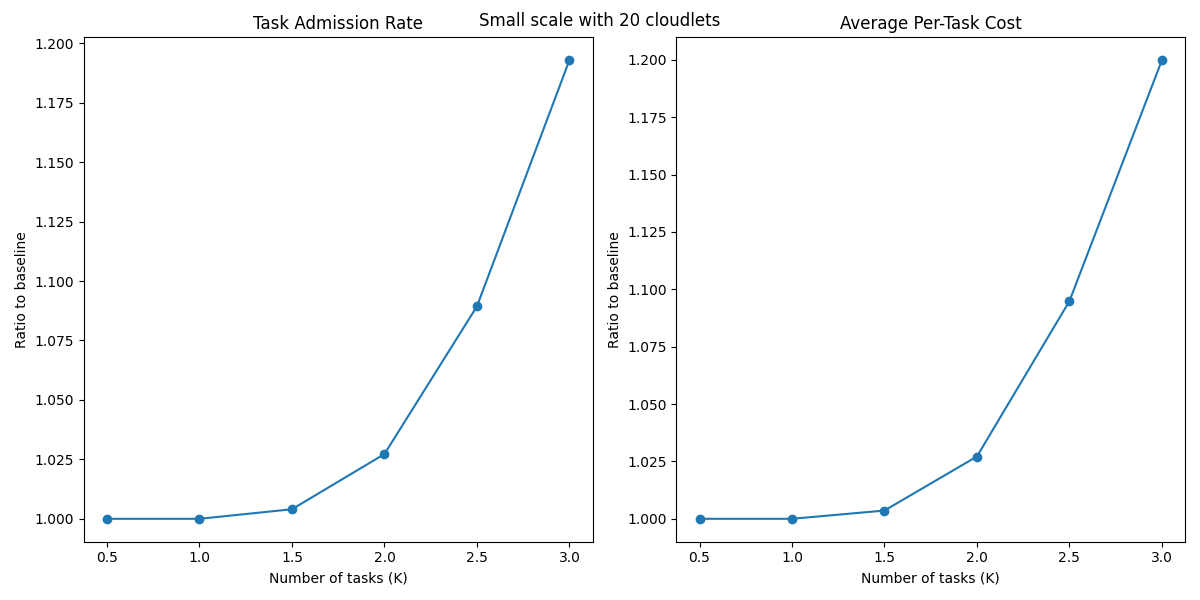 Small scale with 20 cloudlets
Task Admission Rate
Ratio to baseline
1.200
1.175
1.150
1.125
1.100
1.075
1.050
1.025
1.000
0.5 1.0 1.5 2.0 2.5 3.0
Number of tasks (K)
Average Per-Task Cost
Ratio to baseline
1.200
1.175
1.150
1.125
1.100
1.075
1.050
1.025
1.000
0.5 1.0 1.5 2.0 2.5 3.0
Number of tasks (K)